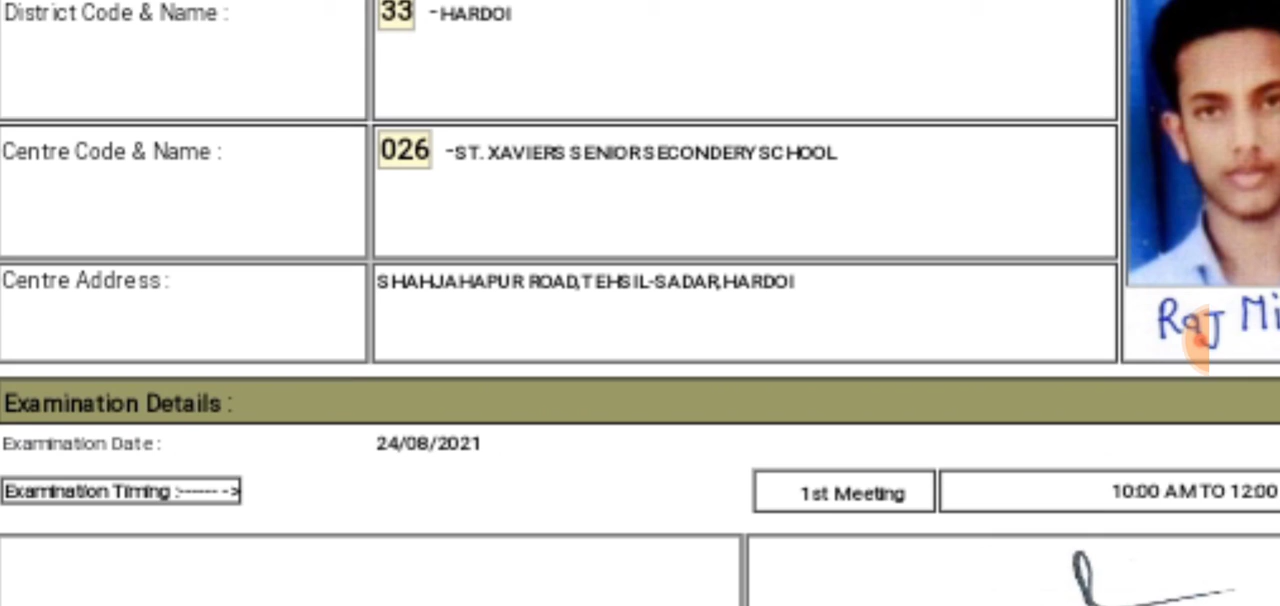 District Code & Name :
33 -HARDOI
Centre Code & Name :
026 -ST. XAVIERS SENIOR SECONDERY SCHOOL
Centre Address :
SHAHJAHAPUR ROAD,TEHSIL-SADAR,HARDOI
Raj Mi
Examination Details :
Examination Date :
24/08/2021
Examination Timing :------ ->
1st Meeting
10:00 AM TO 12:00